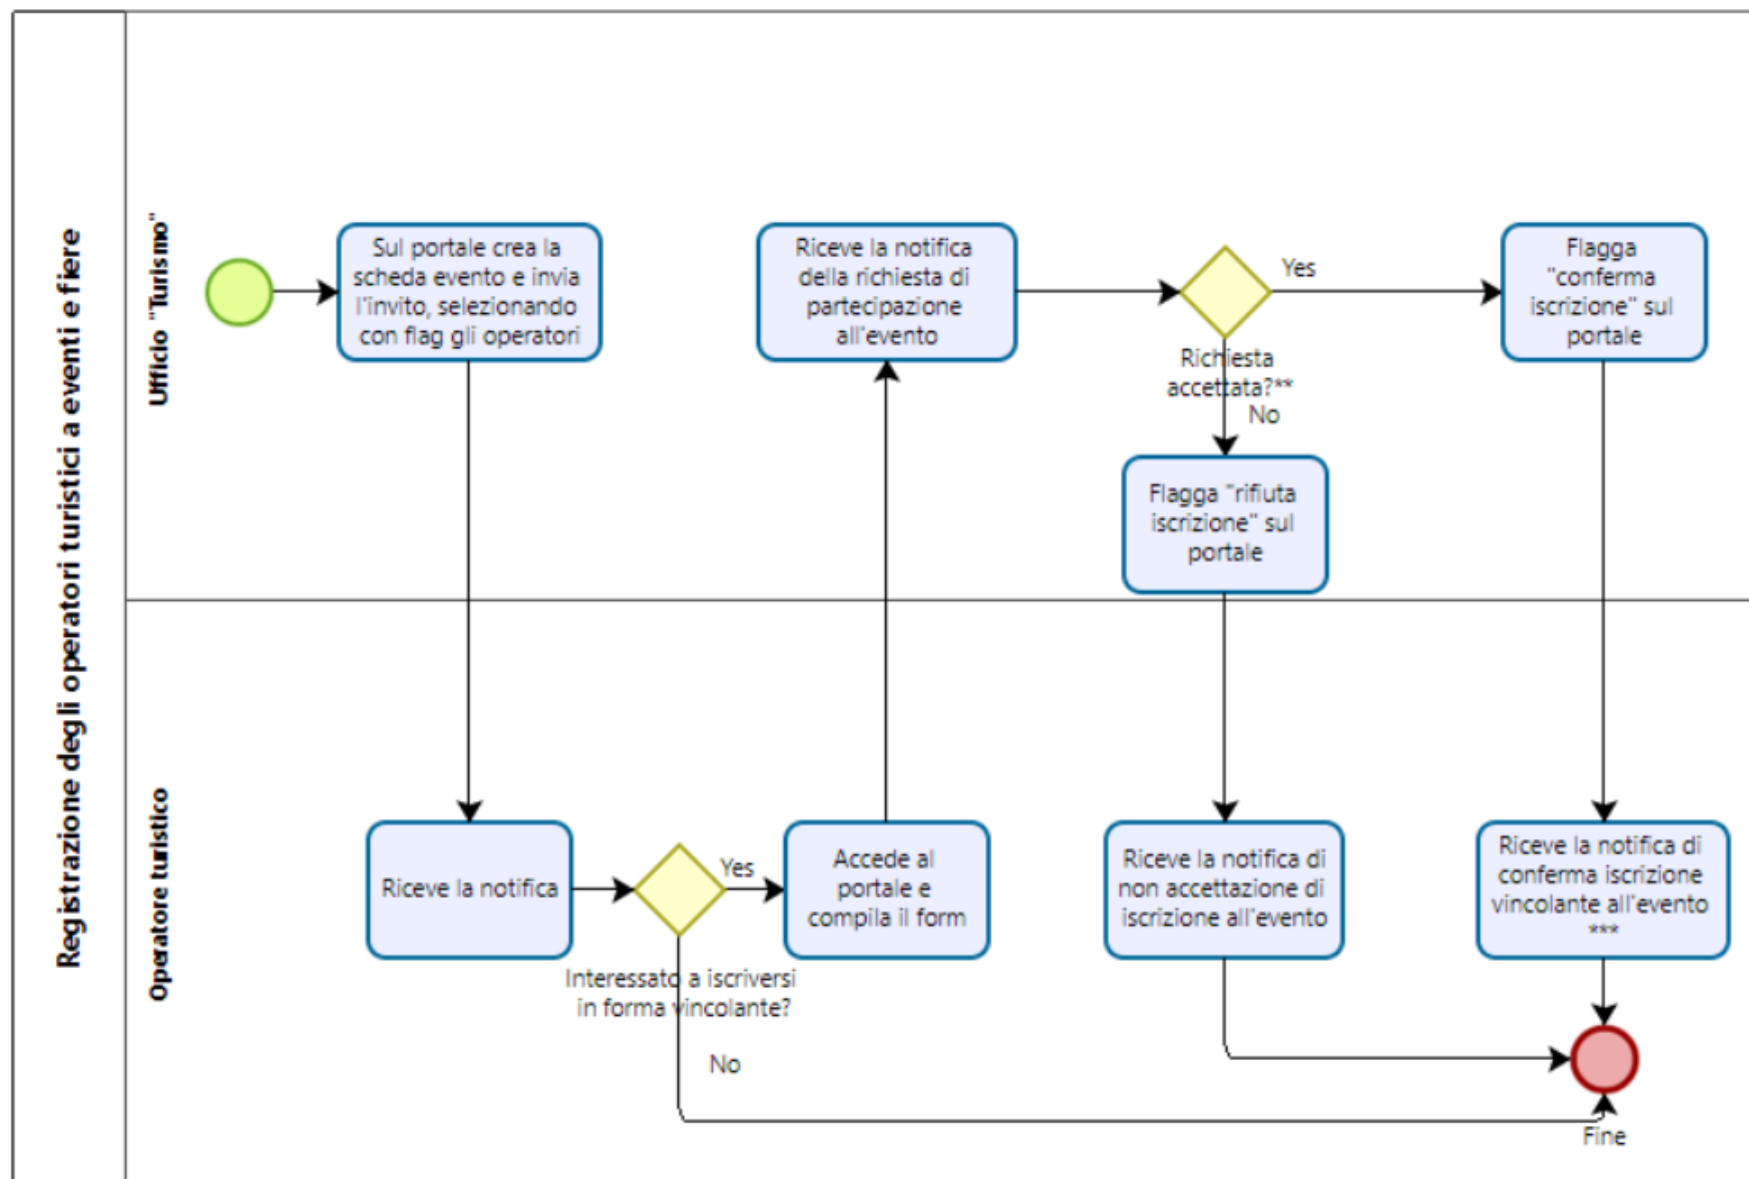 Registrazione degli operatori turistici a eventi e fiere
Ufficio "Turismo"
Sul portale crea la
scheda evento e invia
l'invito, selezionando
con flag gli operatori
Riceve la notifica
della richiesta di
partecipazione
all'evento
Yes
Richiesta
accettata?**
No
Flagga
"conferma
iscrizione" sul
portale
Flagga "rifiuta
iscrizione" sul
portale
Operatore turistico
Riceve la notifica
Yes
Interessato a iscriversi
in forma vincolante?
No
Accede al
portale e
compila il form
Riceve la notifica di
non accettazione di
iscrizione all'evento
Riceve la notifica di
conferma iscrizione
vincolante all'evento
***
Fine